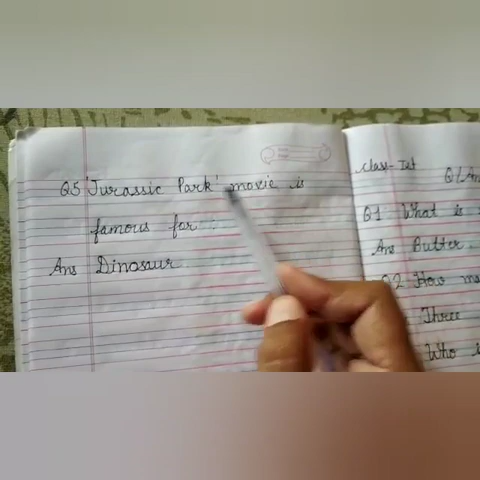 Q5 'Jurassic Park' movie is
famous for :
Ans Dinosaur
Class - Ist
Q1 What is
Ans Butter.
Q2 How
Three
Who